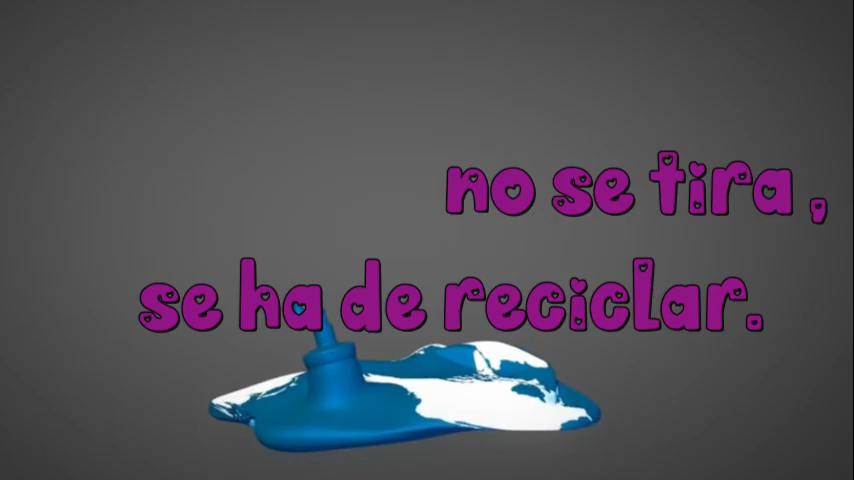 no se tira ,
se ha de reciclar.